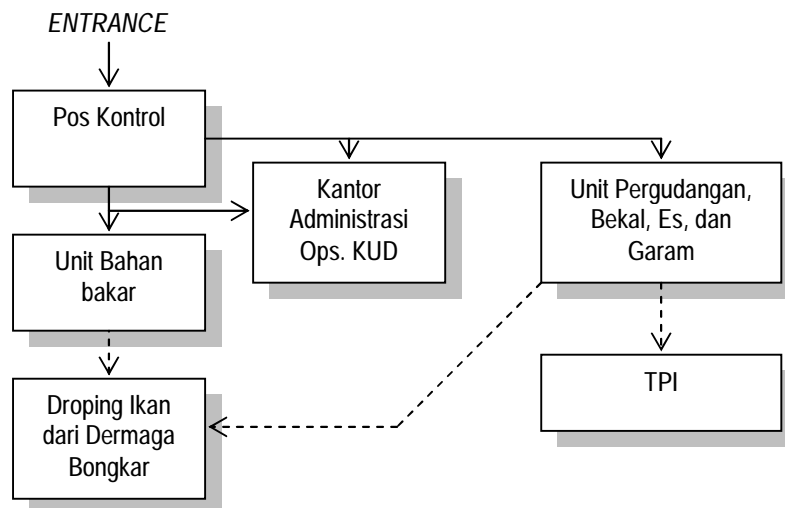 ENTRANCE
Pos Kontrol
Kantor
Administrasi
Ops. KUD
Unit Pergudangan,
Bekal, Es, dan
Garam
Unit Bahan
bakar
TPI
Droping Ikan
dari Dermaga
Bongkar